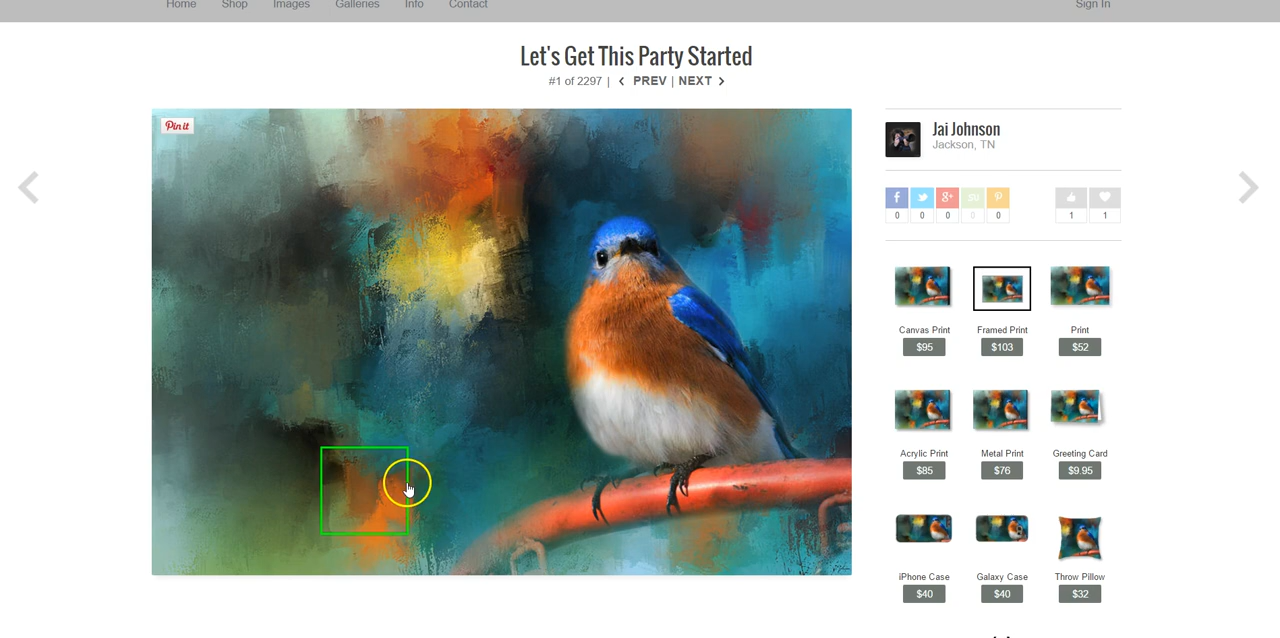 Home Shop Images Galleries Info Contact Sign In
Let's Get This Party Started
#1 of 2297 | PREV | NEXT
Pin it
Jai Johnson
Jackson, TN
f g+ su
0 0 0 0 0 1 1
Canvas Print Framed Print Print
$95 $103 $52
Acrylic Print Metal Print Greeting Card
$85 $76 $9.95
iPhone Case Galaxy Case Throw Pillow
$40 $40 $32